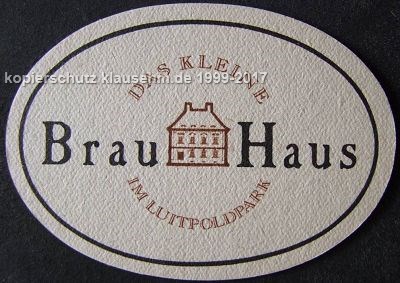 DAS KLEINE
kopierschutz klausehm.de 1999-2017
Brau Haus
IM LUITPOLDPARK